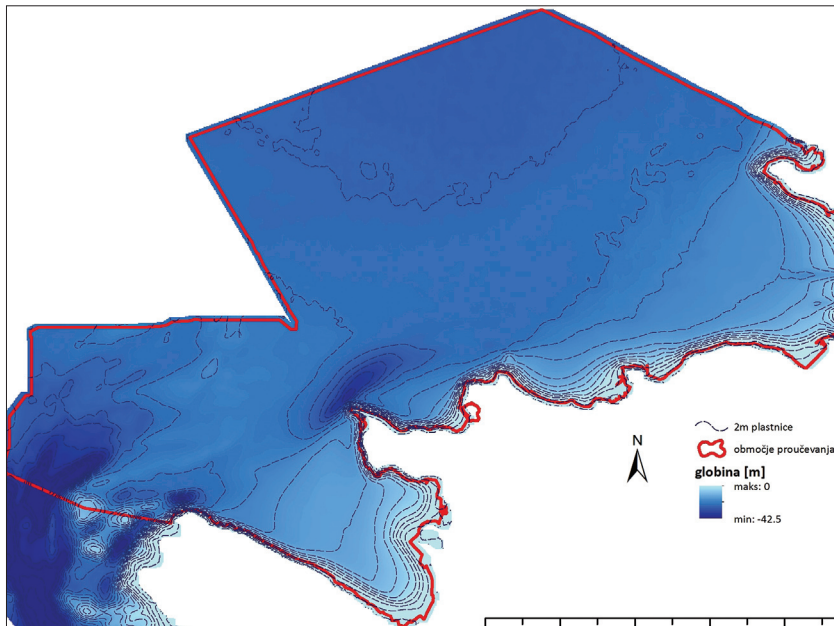 N
2m plastnice
območje proučevanja
globina [m]
maks: 0
min: -42.5